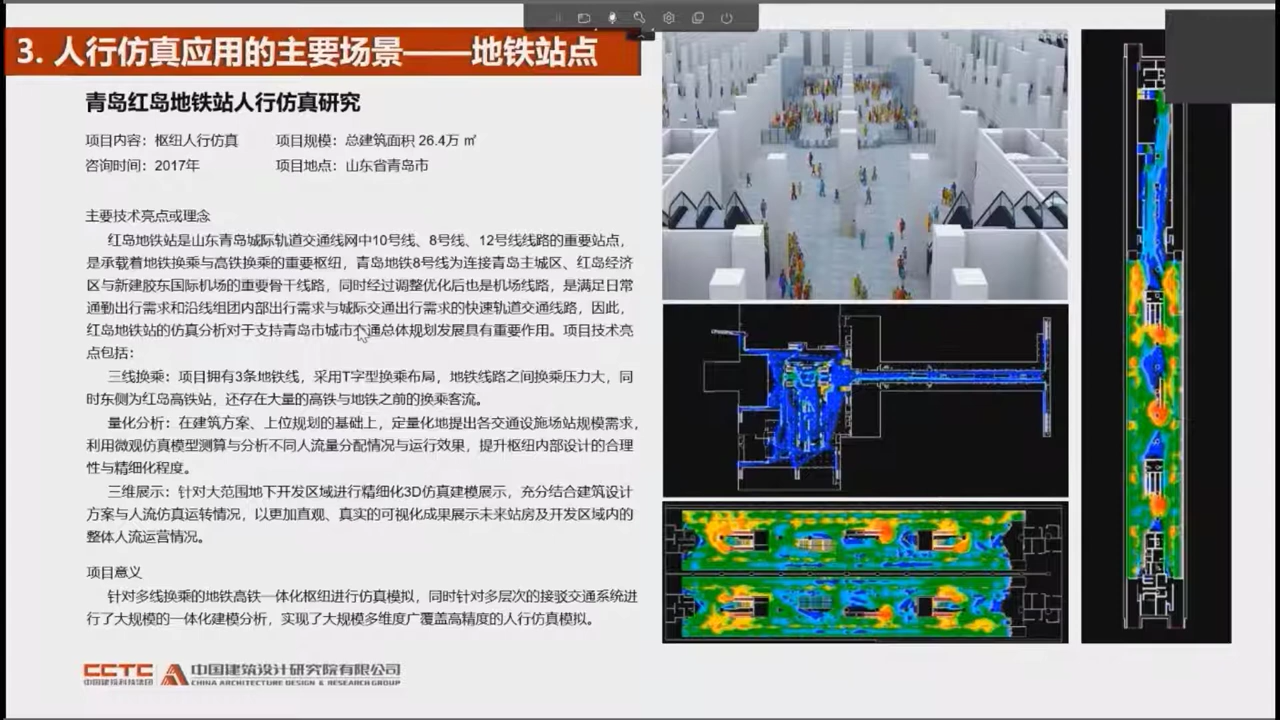 3. 人行仿真应用的主要场景——地铁站点
青岛红岛地铁站人行仿真研究
项目内容：枢纽人行仿真 项目规模：总建筑面积 26.4万 ㎡
咨询时间：2017年 项目地点：山东省青岛市
主要技术亮点或理念
红岛地铁站是山东青岛城际轨道交通线网中10号线、8号线、12号线线路的重要站点，
是承载着地铁换乘与高铁换乘的重要枢纽，青岛地铁8号线为连接青岛主城区、红岛经济
区与新建胶东国际机场的重要骨干线路，同时经过调整优化后也是机场线路，是满足日常
通勤出行需求和沿线组团内部出行需求与城际交通出行需求的快速轨道交通线路，因此，
红岛地铁站的仿真分析对于支持青岛市城市交通总体规划发展具有重要作用。项目技术亮
点包括：
三线换乘：项目拥有3条地铁线，采用T字型换乘布局，地铁线路之间换乘压力大，同
时东侧为红岛高铁站，还存在大量的高铁与地铁之前的换乘客流。
量化分析：在建筑方案、上位规划的基础上，定量化地提出各交通设施场站规模需求，
利用微观仿真模型测算与分析不同人流量分配情况与运行效果，提升枢纽内部设计的合理
性与精细化程度。
三维展示：针对大范围地下开发区域进行精细化3D仿真建模展示，充分结合建筑设计
方案与人流仿真运转情况，以更加直观、真实的可视化成果展示未来站房及开发区域内的
整体人流运营情况。
项目意义
针对多线换乘的地铁高铁一体化枢纽进行仿真模拟，同时针对多层次的接驳交通系统进
行了大规模的一体化建模分析，实现了大规模多维度广覆盖高精度的人行仿真模拟。
CCTC 中国建筑设计研究院有限公司
中国建筑科技集团 CHINA ARCHITECTURE DESIGN & RESEARCH GROUP